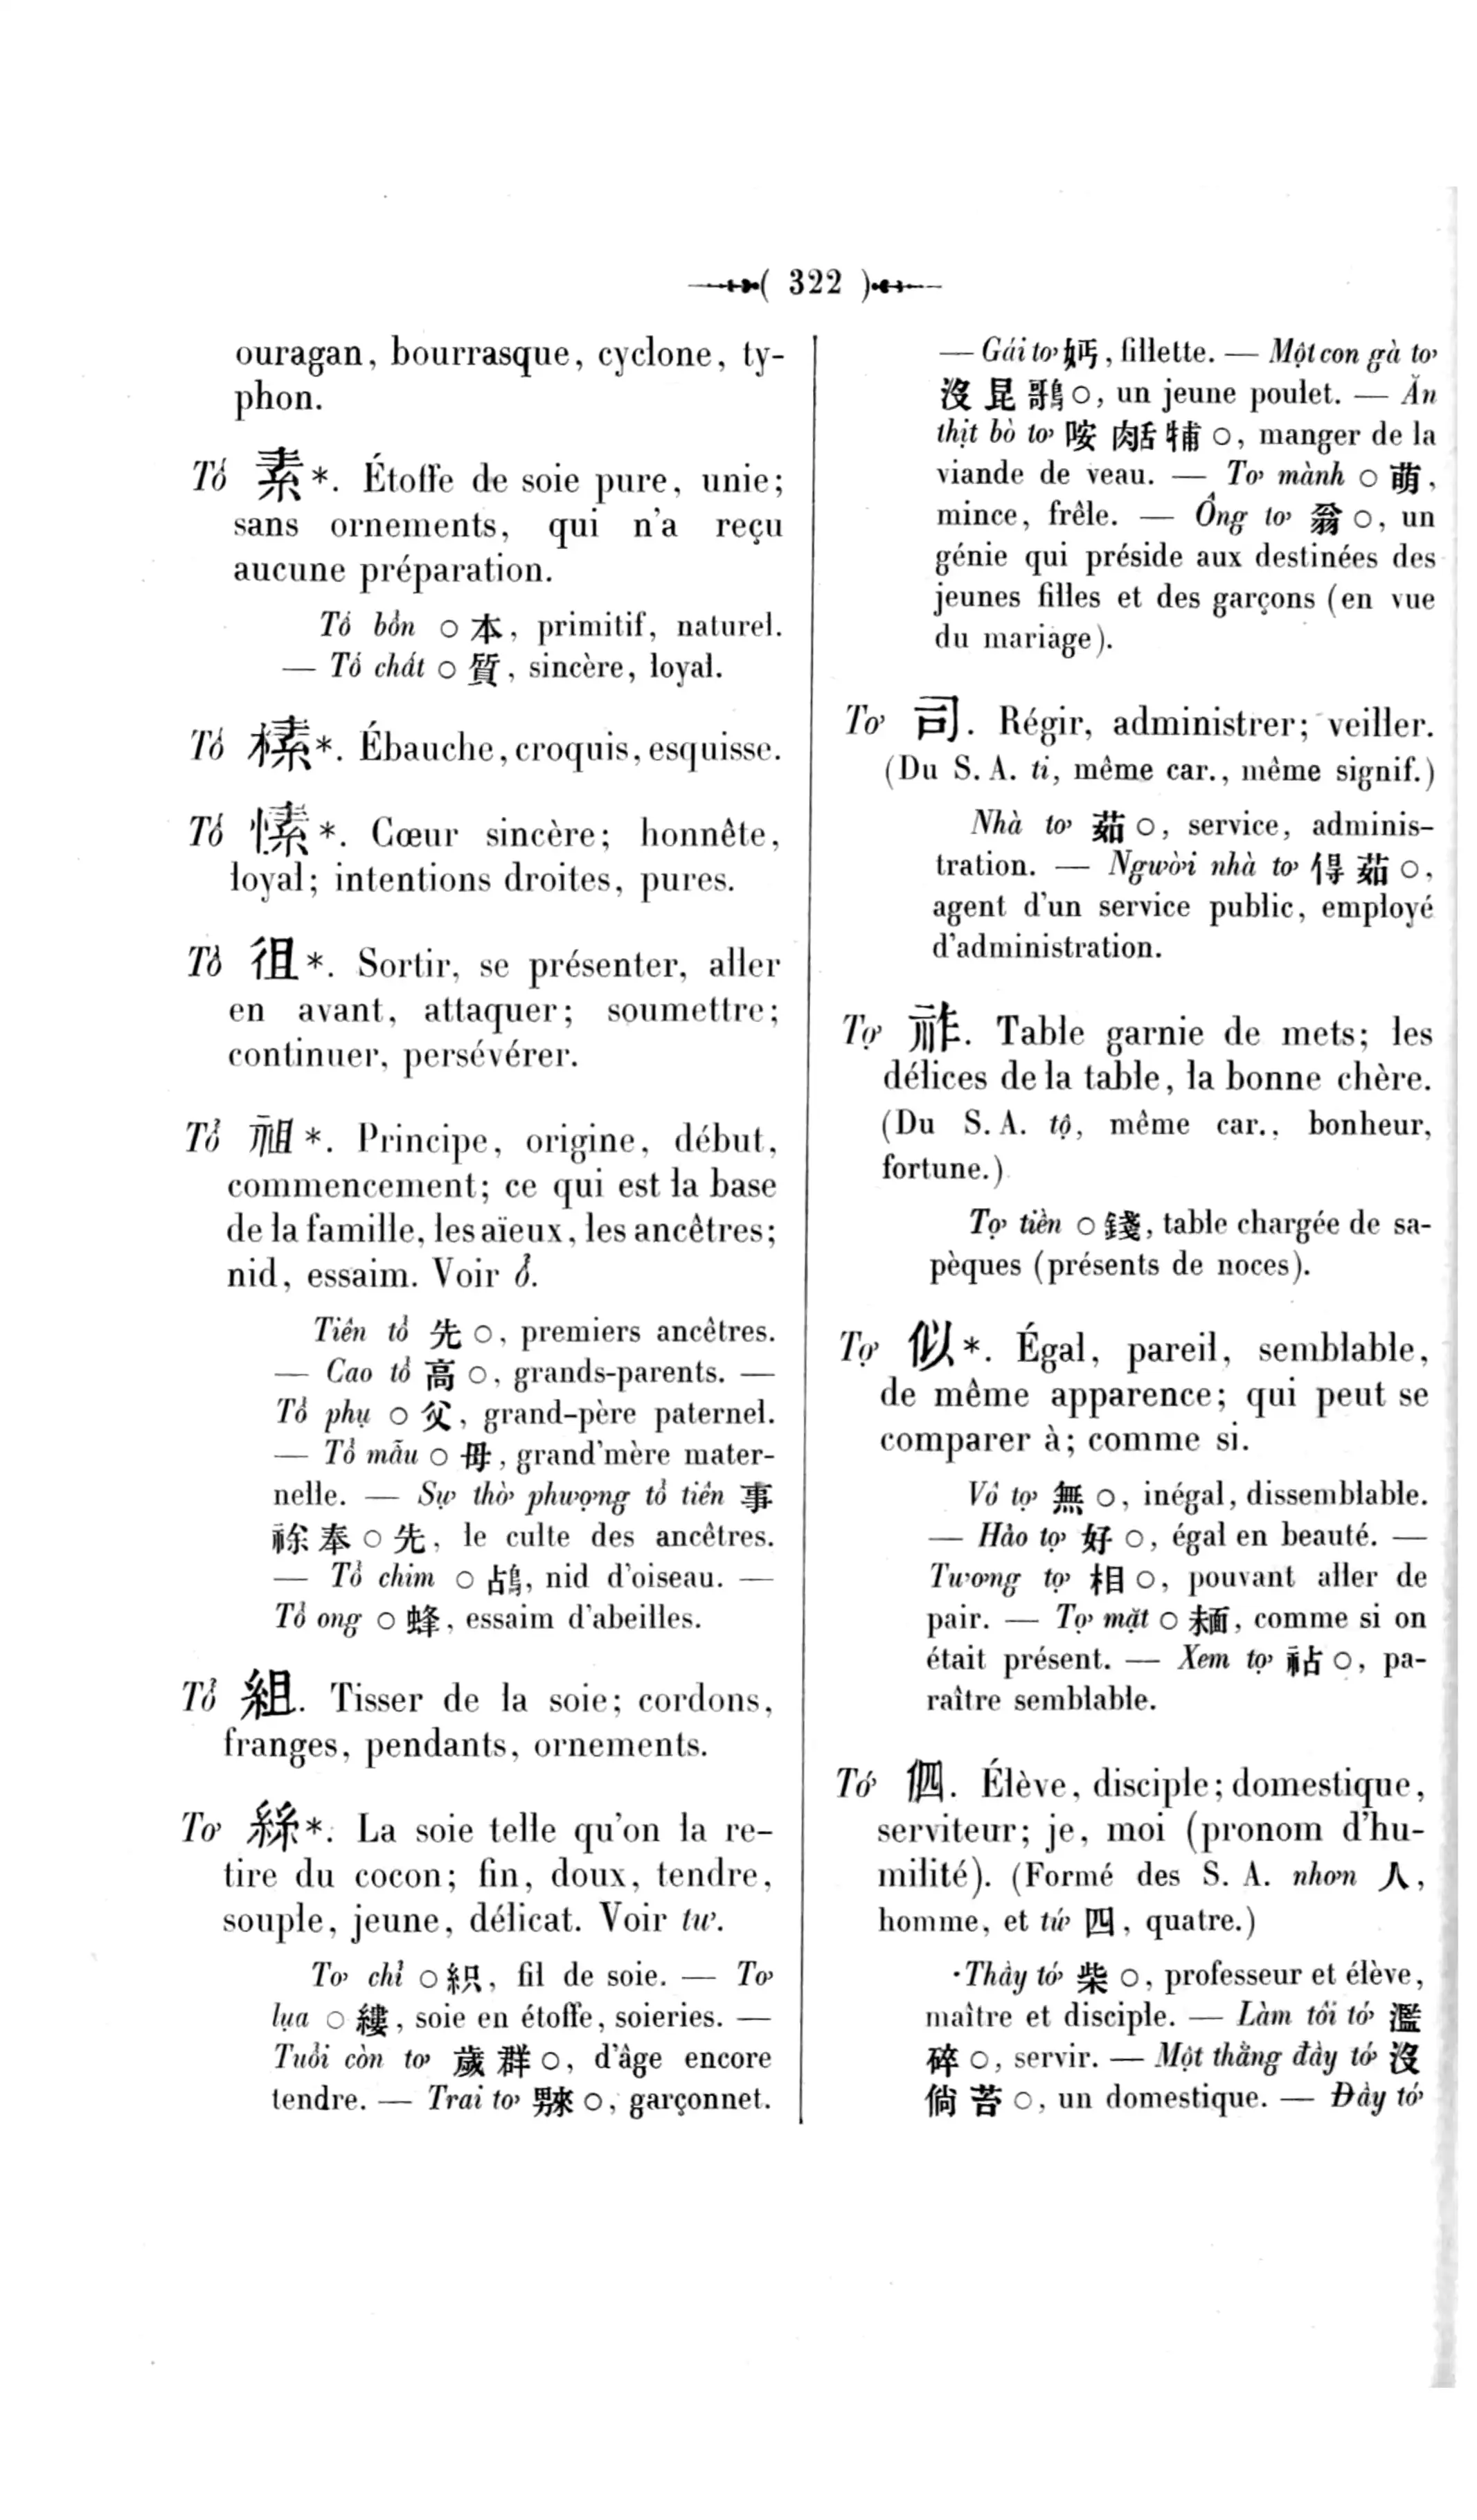 ( 322 )
ouragan, bourrasque, cyclone, ty-
phon.
Tố 素*. Étoffe de soie pure, unie;
sans ornements, qui n'a reçu
aucune préparation.
Tố bổn ○ 本, primitif, naturel.
— Tố chất ○ 質, sincère, loyal.
Tố 榡*. Ébauche, croquis, esquisse.
Tố 愫*. Cœur sincère; honnête,
loyal; intentions droites, pures.
Tồ 徂*. Sortir, se présenter, aller
en avant, attaquer; soumettre;
continuer, persévérer.
Tổ 祖*. Principe, origine, début,
commencement; ce qui est la base
de la famille, les aïeux, les ancêtres;
nid, essaim. Voir ổ.
Tiên tổ 先 ○, premiers ancêtres.
— Cao tổ 高 ○, grands-parents. —
Tổ phụ ○ 父, grand-père paternel.
— Tổ mẫu ○ 母, grand'mère mater-
nelle. — Sự thờ phượng tổ tiên 事
蜍奉 ○ 先, le culte des ancêtres.
— Tổ chim ○ 鴣, nid d'oiseau. —
Tổ ong ○ 蜂, essaim d'abeilles.
Tổ 組. Tisser de la soie; cordons,
franges, pendants, ornements.
Tơ 絲*. La soie telle qu'on la re-
tire du cocon; fin, doux, tendre,
souple, jeune, délicat. Voir tư.
Tơ chỉ ○ 織, fil de soie. — Tơ
lụa ○ 縷, soie en étoffe, soieries. —
Tuổi còn tơ 歲 群 ○, d'âge encore
tendre. — Trai tơ ○, garçonnet.
— Gái tơ, fillette. — Một con gà tơ
沒 昆 ○, un jeune poulet. — Ăn
thịt bò tơ 咹 ○, manger de la
viande de veau. — Tơ mành ○ 萌,
mince, frêle. — Ông tơ 翁 ○, un
génie qui préside aux destinées des
jeunes filles et des garçons (en vue
du mariage).
Tơ 司. Régir, administrer; veiller.
(Du S. A. ti, même car., même signif.)
Nhà tơ 茹 ○, service, adminis-
tration. — Người nhà tơ 㝵 茹 ○,
agent d'un service public, employé
d'administration.
Tợ 祚. Table garnie de mets; les
délices de la table, la bonne chère.
(Du S. A. tộ, même car., bonheur,
fortune.)
Tợ tiền ○ 錢, table chargée de sa-
pèques (présents de noces).
Tợ 似*. Égal, pareil, semblable,
de même apparence; qui peut se
comparer à; comme si.
Vô tợ 無 ○, inégal, dissemblable.
— Hảo tợ 好 ○, égal en beauté. —
Tương tợ 相 ○, pouvant aller de
pair. — Tợ mặt ○, comme si on
était présent. — Xem tợ ○, pa-
raître semblable.
Tớ 伵. Élève, disciple; domestique,
serviteur; je, moi (pronom d'hu-
milité). (Formé des S. A. nhơn 人,
homme, et tứ 四, quatre.)
Thầy tớ 柴 ○, professeur et élève,
maître et disciple. — Làm tôi tớ 濫
碎 ○, servir. — Một thằng đầy tớ 沒
倘 苔 ○, un domestique. — Đầy tớ